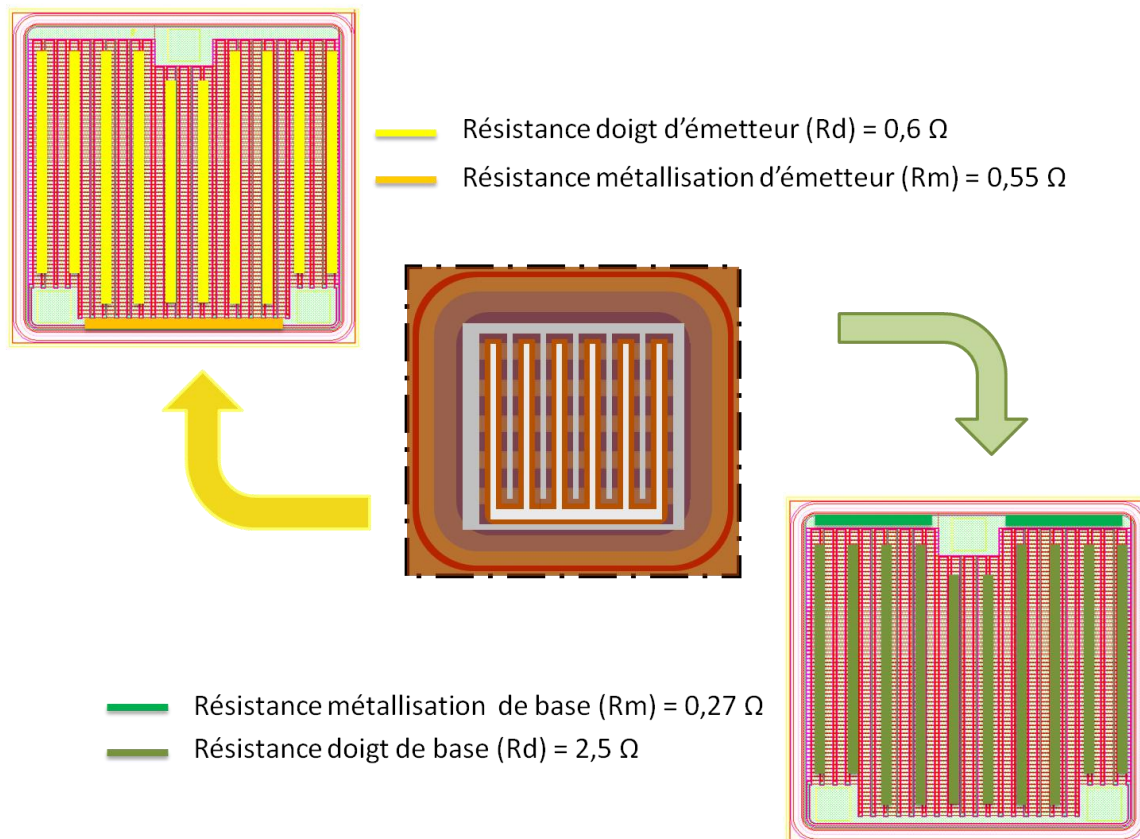 Résistance doigt d'émetteur (Rd) = 0,6 Ω
Résistance métallisation d'émetteur (Rm) = 0,55 Ω
Résistance métallisation de base (Rm) = 0,27 Ω
Résistance doigt de base (Rd) = 2,5 Ω